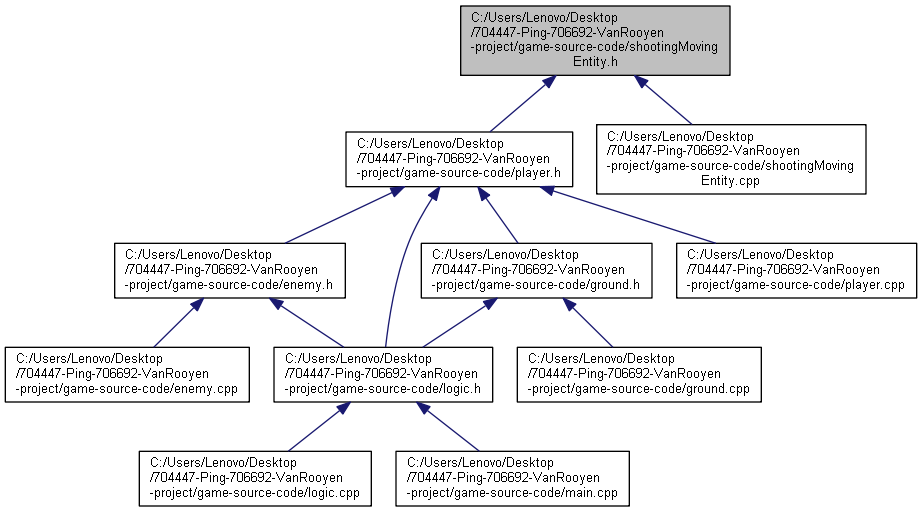 C:/Users/Lenovo/Desktop
/704447-Ping-706692-VanRooyen
-project/game-source-code/shootingMoving
Entity.h
C:/Users/Lenovo/Desktop
/704447-Ping-706692-VanRooyen
-project/game-source-code/player.h
C:/Users/Lenovo/Desktop
/704447-Ping-706692-VanRooyen
-project/game-source-code/shootingMoving
Entity.cpp
C:/Users/Lenovo/Desktop
/704447-Ping-706692-VanRooyen
-project/game-source-code/enemy.h
C:/Users/Lenovo/Desktop
/704447-Ping-706692-VanRooyen
-project/game-source-code/ground.h
C:/Users/Lenovo/Desktop
/704447-Ping-706692-VanRooyen
-project/game-source-code/player.cpp
C:/Users/Lenovo/Desktop
/704447-Ping-706692-VanRooyen
-project/game-source-code/enemy.cpp
C:/Users/Lenovo/Desktop
/704447-Ping-706692-VanRooyen
-project/game-source-code/logic.h
C:/Users/Lenovo/Desktop
/704447-Ping-706692-VanRooyen
-project/game-source-code/ground.cpp
C:/Users/Lenovo/Desktop
/704447-Ping-706692-VanRooyen
-project/game-source-code/logic.cpp
C:/Users/Lenovo/Desktop
/704447-Ping-706692-VanRooyen
-project/game-source-code/main.cpp